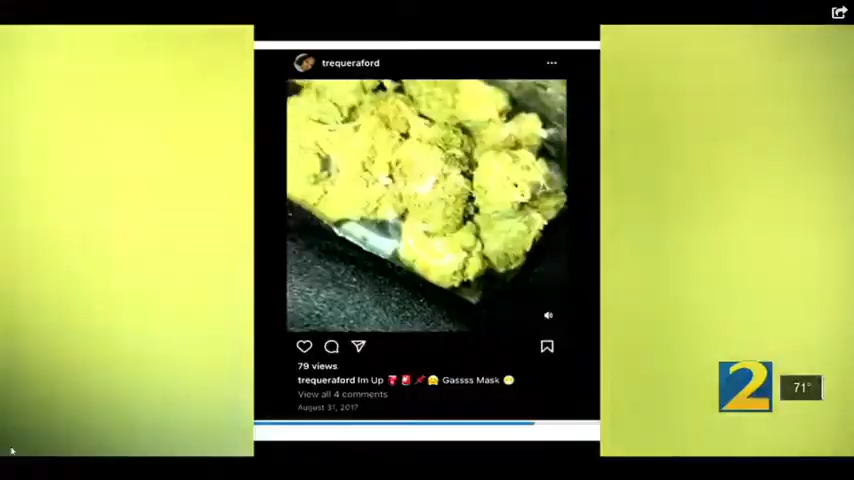 trequeraford
79 views
trequeraford Im Up Gassss Mask
View all 4 comments
August 31, 2017
2
71°